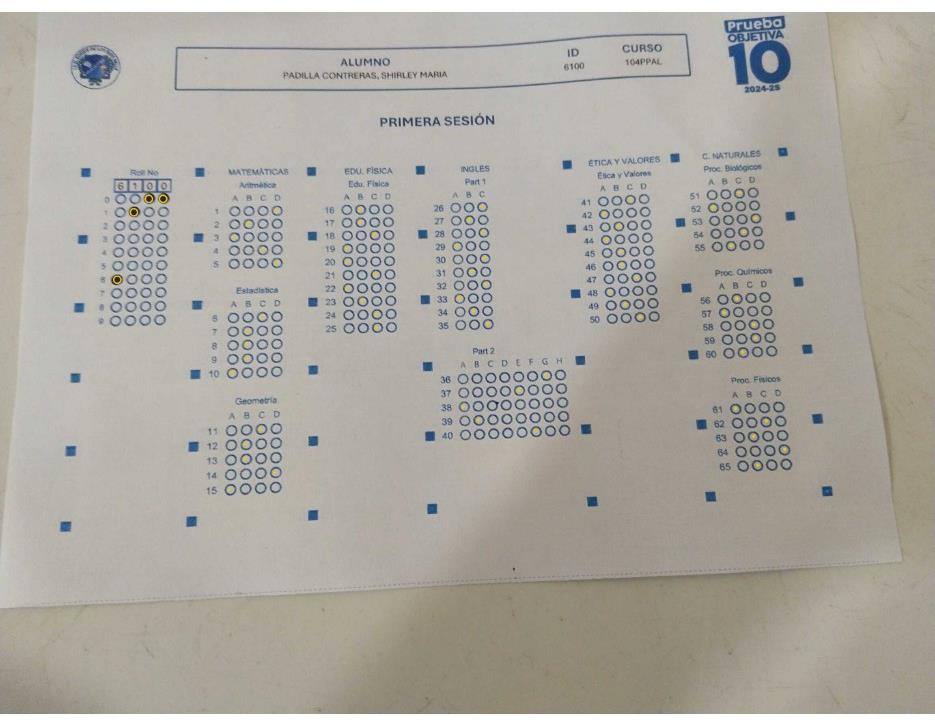 Prueba
OBJETIVA
10
2024-25
ALUMNO
PADILLA CONTRERAS, SHIRLEY MARIA
ID
6100
CURSO
104PPAL
PRIMERA SESIÓN
Roll No
6 1 0 0
0
1
2
3
4
5
6
7
8
9
MATEMÁTICAS
Aritmética
A B C D
1
2
3
4
5
Estadística
A B C D
6
7
8
9
10
Geometría
A B C D
11
12
13
14
15
EDU. FÍSICA
Edu. Física
A B C D
16
17
18
19
20
21
22
23
24
25
INGLES
Part 1
A B C
26
27
28
29
30
31
32
33
34
35
Part 2
A B C D E F G H
36
37
38
39
40
ÉTICA Y VALORES
Ética y Valores
A B C D
41
42
43
44
45
46
47
48
49
50
C. NATURALES
Proc. Biológicos
A B C D
51
52
53
54
55
Proc. Químicos
A B C D
56
57
58
59
60
Proc. Físicos
A B C D
61
62
63
64
65